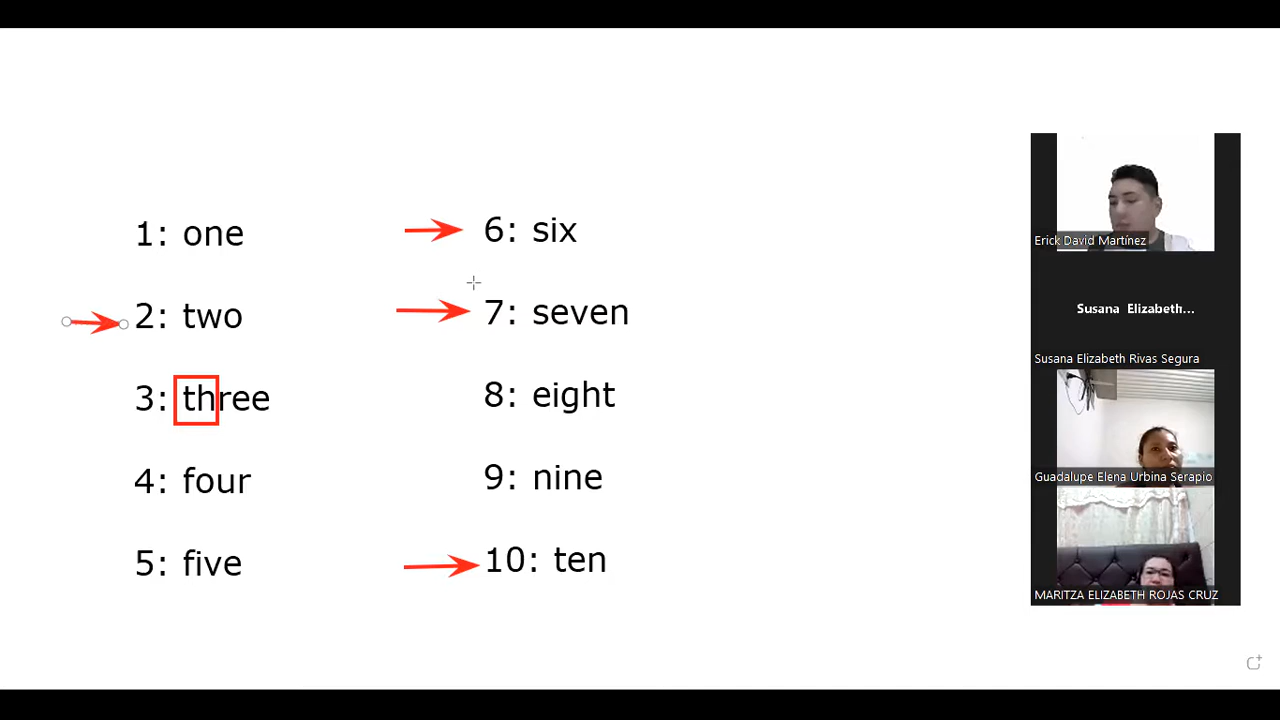 1: one
2: two
3: three
4: four
5: five
6: six
7: seven
8: eight
9: nine
10: ten
Erick David Martínez
Susana Elizabeth...
Susana Elizabeth Rivas Segura
Guadalupe Elena Urbina Serapio
MARITZA ELIZABETH ROJAS CRUZ